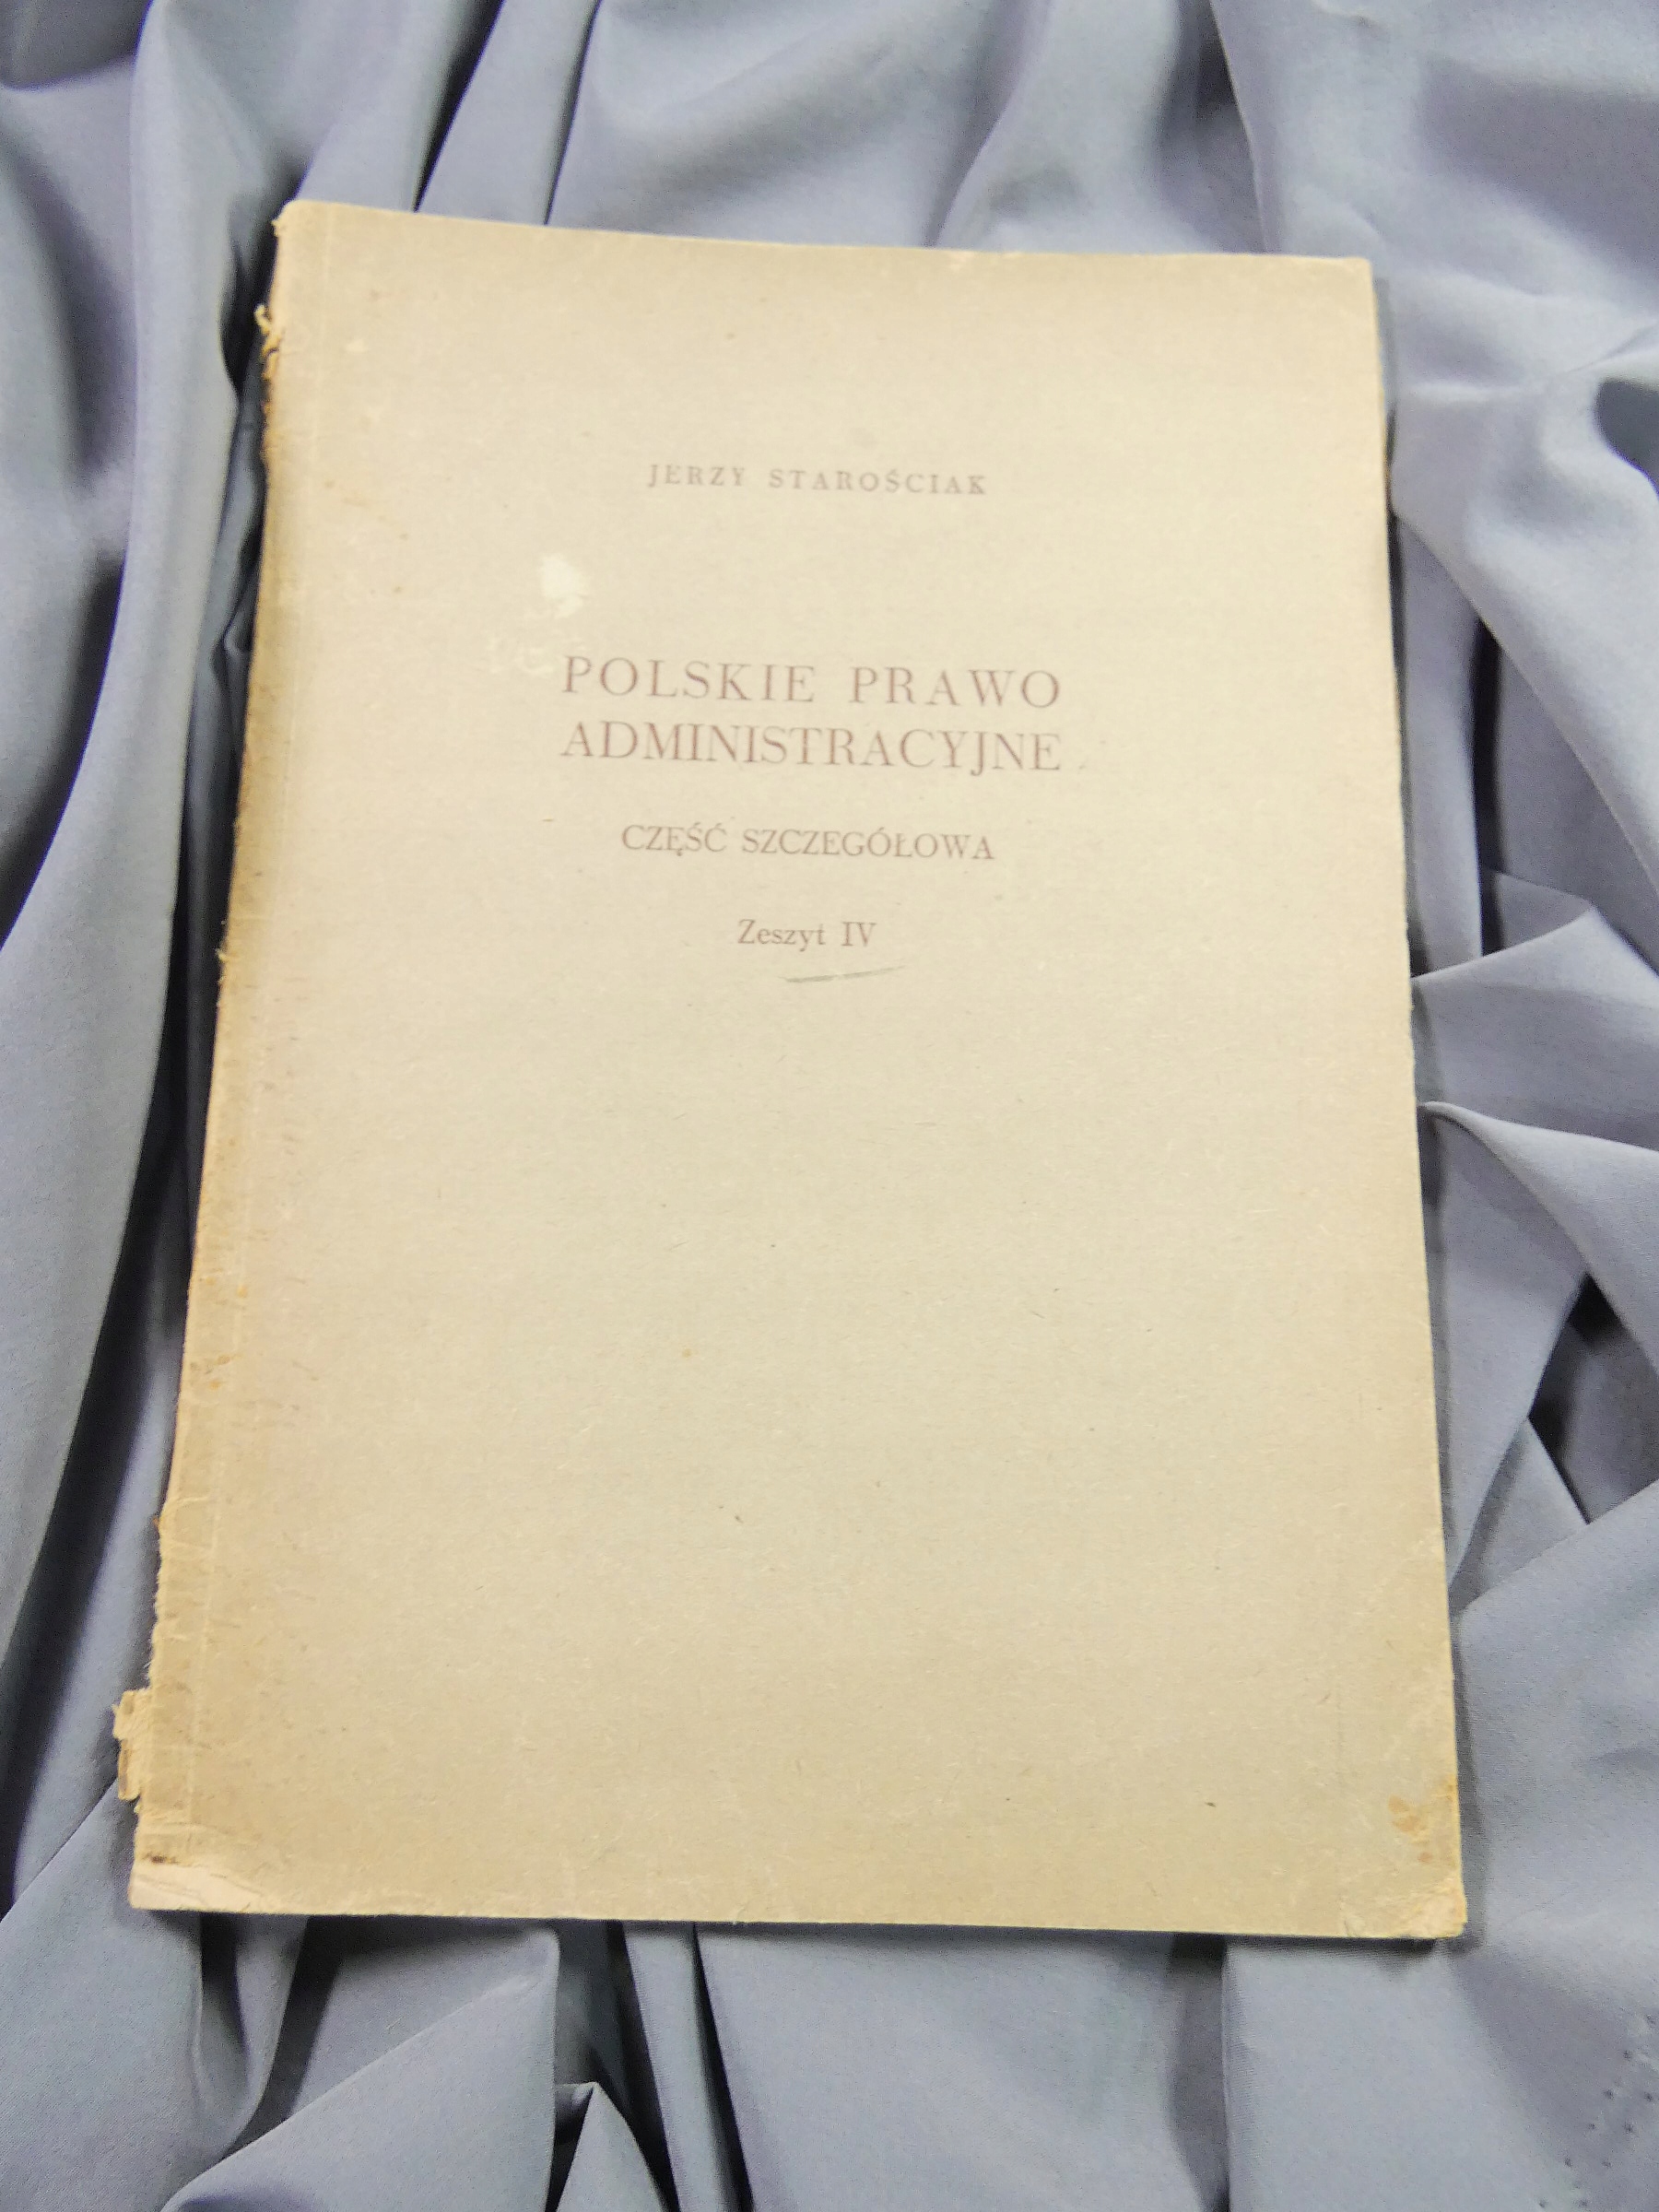 JERZY STAROŚCIAK
POLSKIE PRAWO
ADMINISTRACYJNE
CZĘŚĆ SZCZEGÓŁOWA
Zeszyt IV